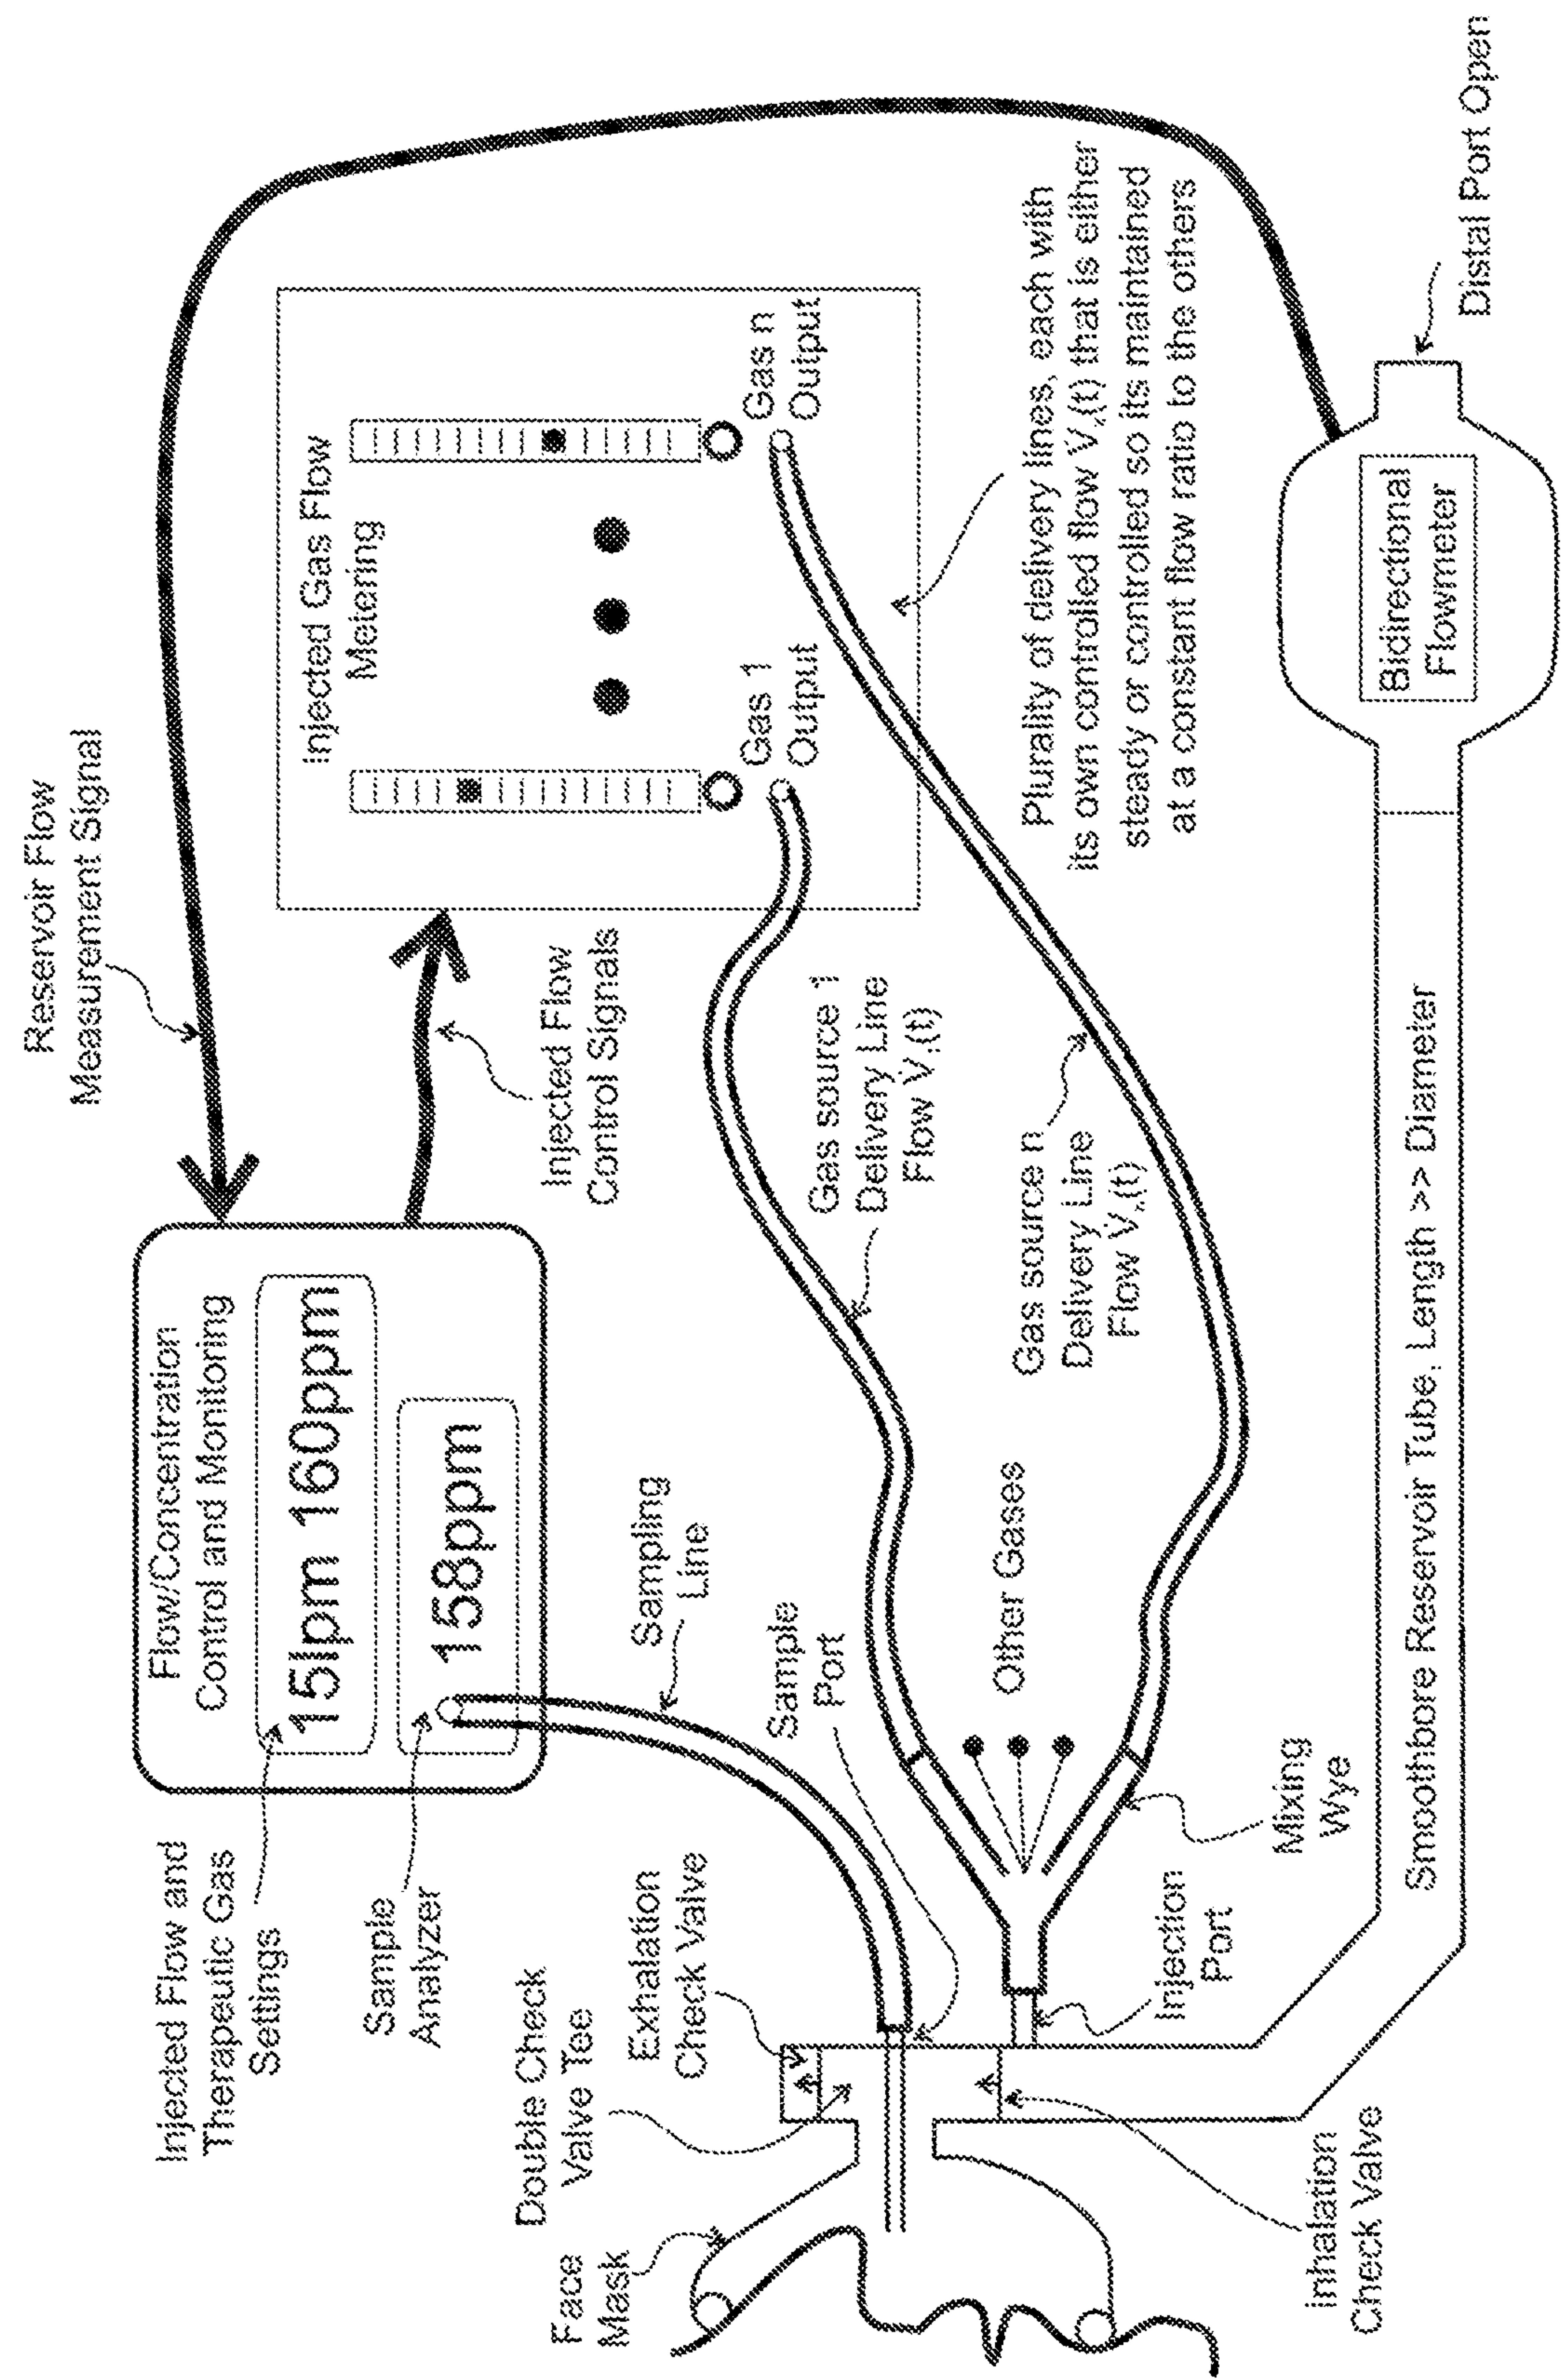 Reservoir Flow
Measurement Signal
Flow/Concentration
Control and Monitoring
15lpm 160ppm
158ppm
Injected Flow and
Therapeutic Gas
Settings
Sample
Analyzer
Injected Flow
Control Signals
Injected Gas Flow
Metering
Gas 1
Output
Gas n
Output
Sampling
Line
Double Check
Valve Tee
Exhalation
Check Valve
Sample
Port
Face
Mask
Gas source 1
Delivery Line
Flow V̇₁(t)
Other Gases
Gas source n
Delivery Line
Flow V̇ₙ(t)
Plurality of delivery lines, each with
its own controlled flow V̇ₓ(t) that is either
steady or controlled so its maintained
at a constant flow ratio to the others
Injection
Port
Mixing
Wye
Inhalation
Check Valve
Smoothbore Reservoir Tube, Length >> Diameter
Bidirectional
Flowmeter
Distal Port Open